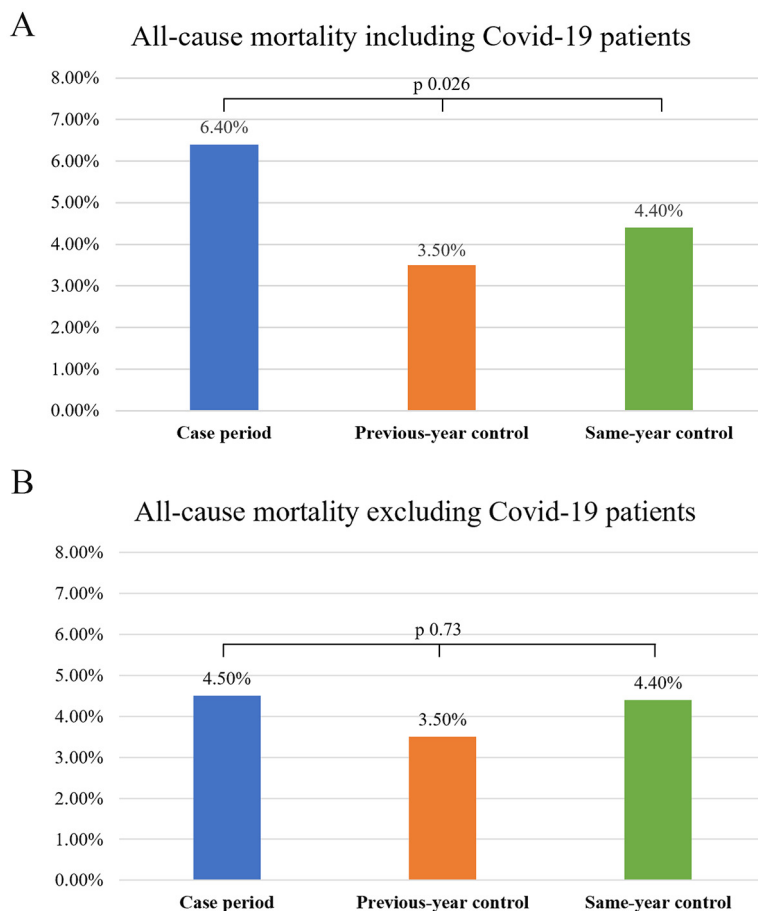 A
All-cause mortality including Covid-19 patients
8.00%
p 0.026
7.00%
6.40%
6.00%
5.00%
4.40%
4.00%
3.50%
3.00%
2.00%
1.00%
0.00%
Case period Previous-year control Same-year control
B
All-cause mortality excluding Covid-19 patients
8.00%
7.00%
6.00%
p 0.73
5.00%
4.50% 4.40%
4.00%
3.50%
3.00%
2.00%
1.00%
0.00%
Case period Previous-year control Same-year control